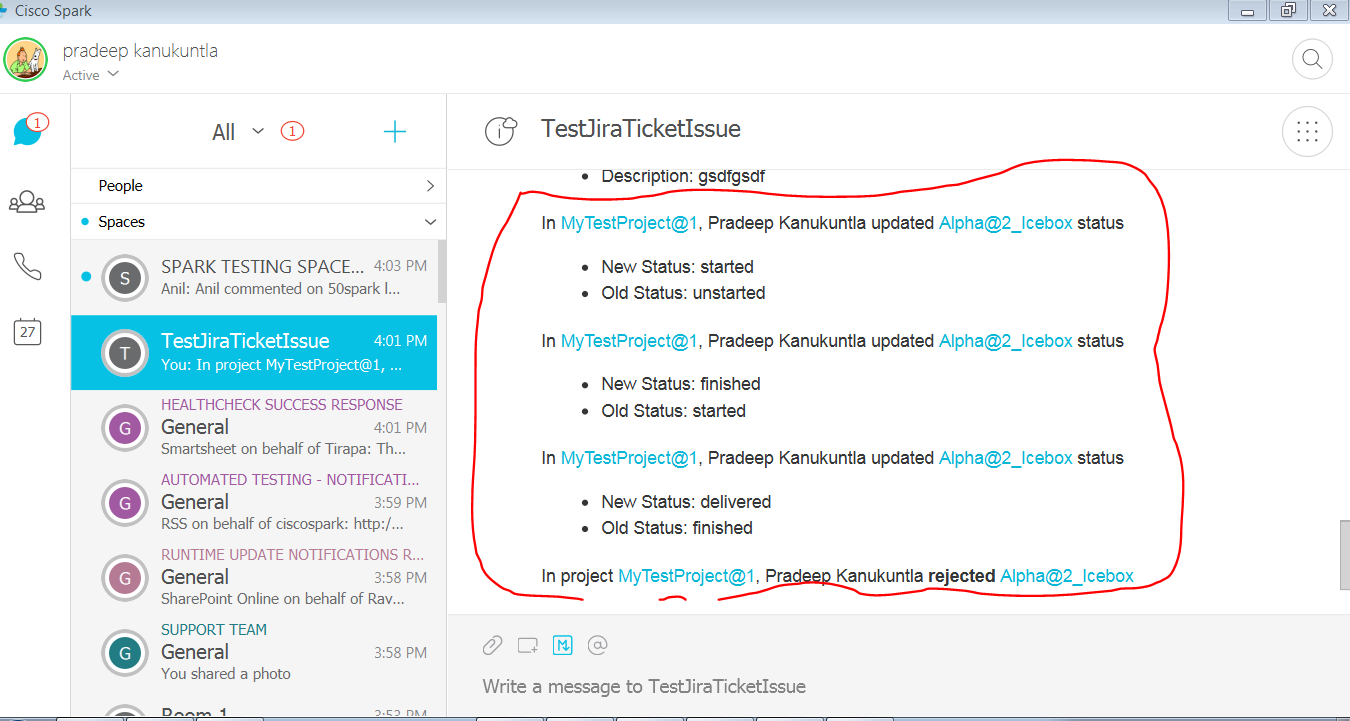 Cisco Spark
pradeep kanukuntla
Active
1
All
1
People
Spaces
S
SPARK TESTING SPACE...
4:03 PM
Anil: Anil commented on 50spark l...
T
TestJiraTicketIssue
4:01 PM
You: In project MyTestProject@1, ...
HEALTHCHECK SUCCESS RESPONSE
G
General
4:01 PM
Smartsheet on behalf of Tirapa: Th...
AUTOMATED TESTING - NOTIFICATI...
G
General
3:59 PM
RSS on behalf of ciscospark: http:/...
RUNTIME UPDATE NOTIFICATIONS R...
G
General
3:58 PM
SharePoint Online on behalf of Rav...
SUPPORT TEAM
G
General
3:58 PM
You shared a photo
Room 1
3:53 PM
27
TestJiraTicketIssue
• Description: gsdfgsdf
In MyTestProject@1, Pradeep Kanukuntla updated Alpha@2_Icebox status
• New Status: started
• Old Status: unstarted
In MyTestProject@1, Pradeep Kanukuntla updated Alpha@2_Icebox status
• New Status: finished
• Old Status: started
In MyTestProject@1, Pradeep Kanukuntla updated Alpha@2_Icebox status
• New Status: delivered
• Old Status: finished
In project MyTestProject@1, Pradeep Kanukuntla rejected Alpha@2_Icebox
Write a message to TestJiraTicketIssue